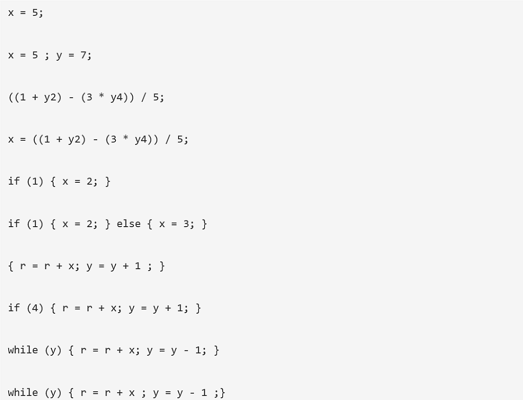 x = 5;
x = 5 ; y = 7;
((1 + y2) - (3 * y4)) / 5;
x = ((1 + y2) - (3 * y4)) / 5;
if (1) { x = 2; }
if (1) { x = 2; } else { x = 3; }
{ r = r + x; y = y + 1 ; }
if (4) { r = r + x; y = y + 1; }
while (y) { r = r + x; y = y - 1; }
while (y) { r = r + x ; y = y - 1 ;}